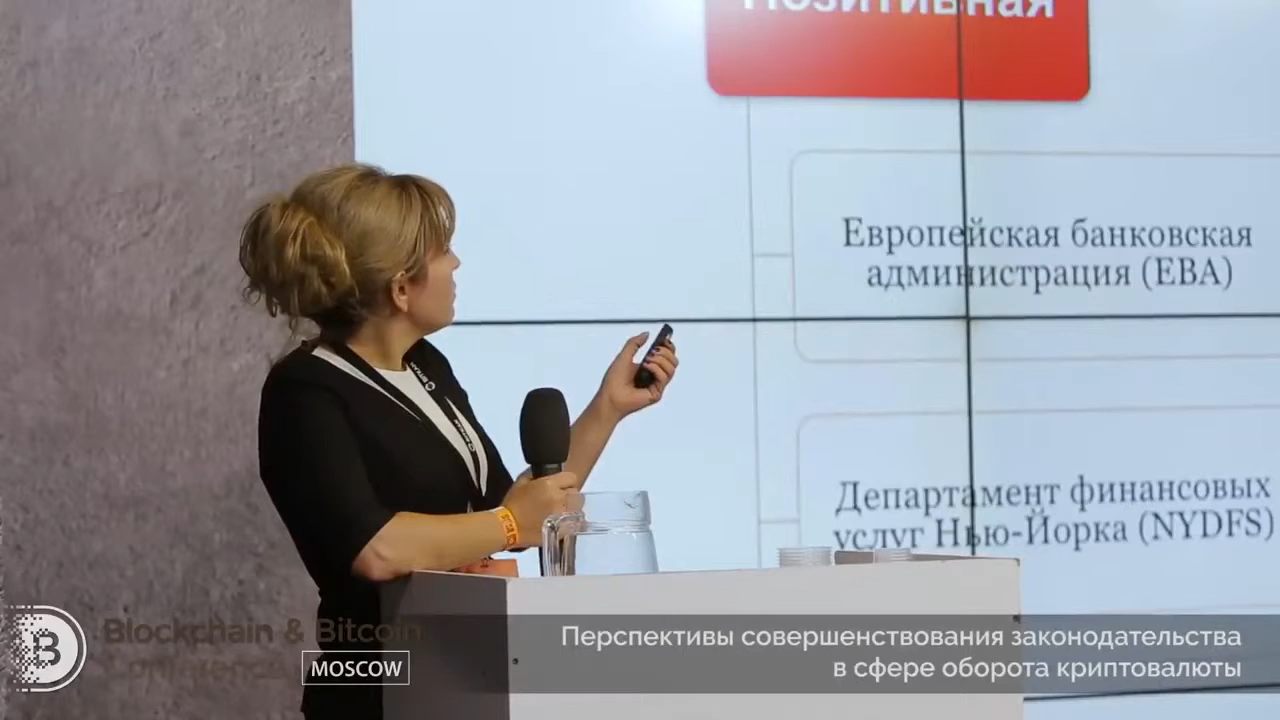 Позитивная
Европейская банковская
администрация (EBA)
Департамент финансовых
услуг Нью-Йорка (NYDFS)
Blockchain & Bitcoin
MOSCOW
Перспективы совершенствования законодательства
в сфере оборота криптовалюты